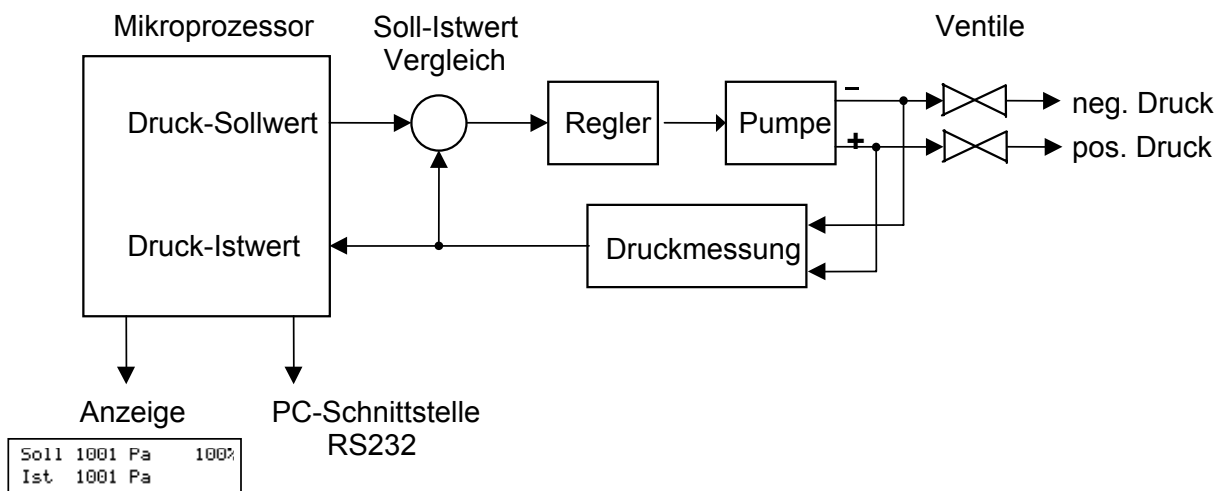 Mikroprozessor
Soll-Istwert
Vergleich
Ventile
Druck-Sollwert
Regler
Pumpe
–
+
neg. Druck
pos. Druck
Druck-Istwert
Druckmessung
Anzeige
PC-Schnittstelle
RS232
Soll 1001 Pa 100%
Ist 1001 Pa